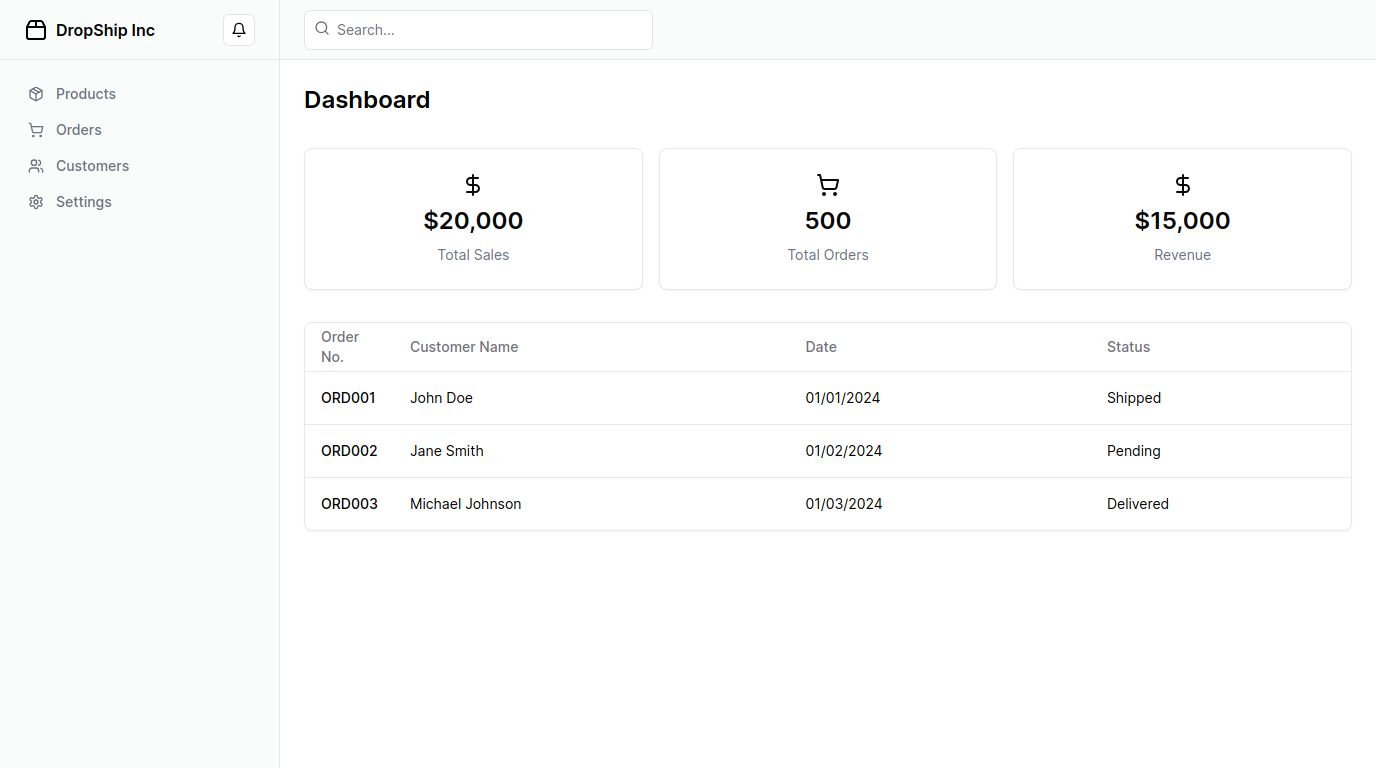 DropShip Inc
Search...
Products
Orders
Customers
Settings
Dashboard
$20,000
Total Sales
500
Total Orders
$15,000
Revenue
Order
No.
Customer Name
Date
Status
ORD001 John Doe 01/01/2024 Shipped
ORD002 Jane Smith 01/02/2024 Pending
ORD003 Michael Johnson 01/03/2024 Delivered